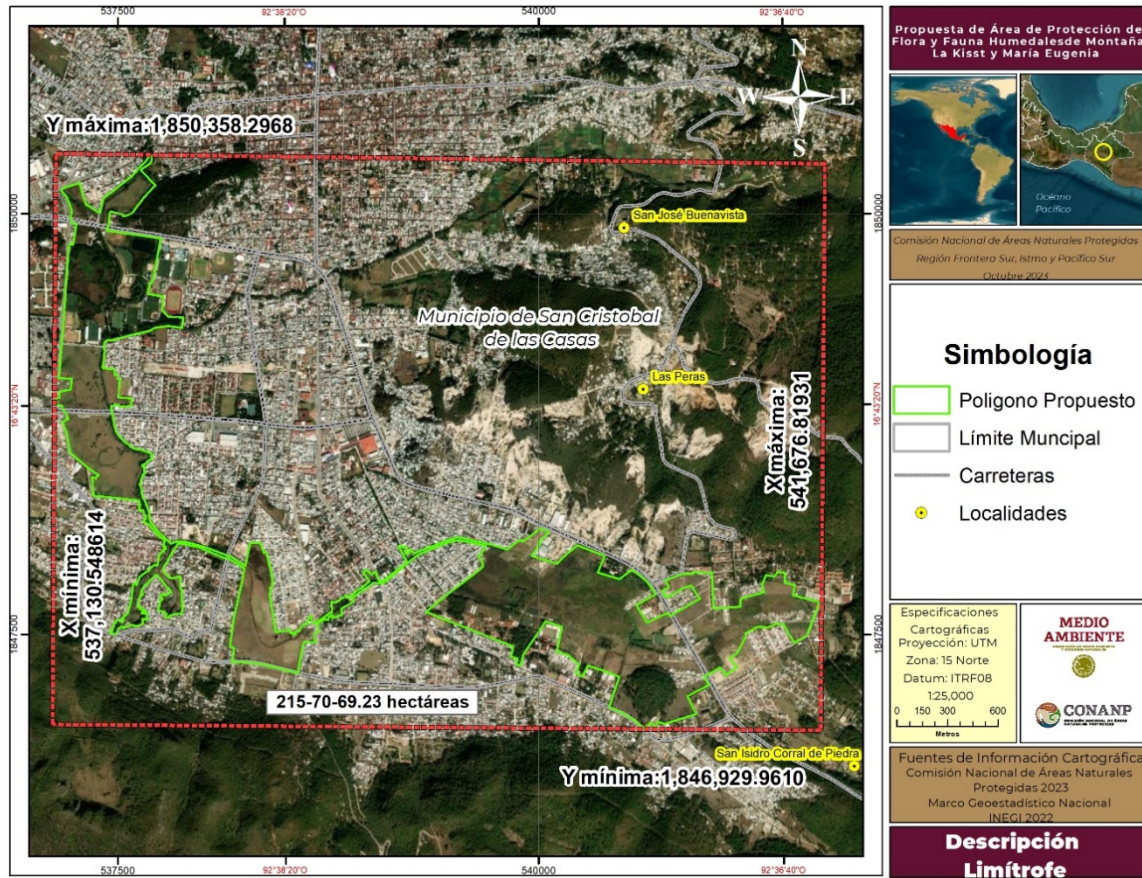 537500
92°38'20"O
540000
92°36'40"O
Y máxima:1,850,358.2968
N
W
E
S
1850000
1850000
San José Buenavista
Municipio de San Cristobal
de las Casas
Las Peras
16°43'20"N
16°43'20"N
X máxima:
541,676.81931
X mínima:
537,130.548614
1847500
1847500
215-70-69.23 hectáreas
San Isidro Corral de Piedra
Y mínima:1,846,929.9610
537500
92°38'20"O
540000
92°36'40"O
Propuesta de Área de Protección de
Flora y Fauna Humedalesde Montaña
La Kisst y María Eugenia
Océano
Pacífico
Comisión Nacional de Áreas Naturales Protegidas
Región Frontera Sur, Istmo y Pacífico Sur
Octubre 2023
Simbología
Poligono Propuesto
Límite Muncipal
Carreteras
Localidades
Especificaciones
Cartográficas
Proyección: UTM
Zona: 15 Norte
Datum: ITRF08
1:25,000
0 150 300 600
Metros
MEDIO
AMBIENTE
CONANP
COMISIÓN NACIONAL DE ÁREAS
NATURALES PROTEGIDAS
Fuentes de Información Cartográfica
Comisión Nacional de Áreas Naturales
Protegidas 2023
Marco Geoestadístico Nacional
INEGI 2022
Descripción
Limítrofe